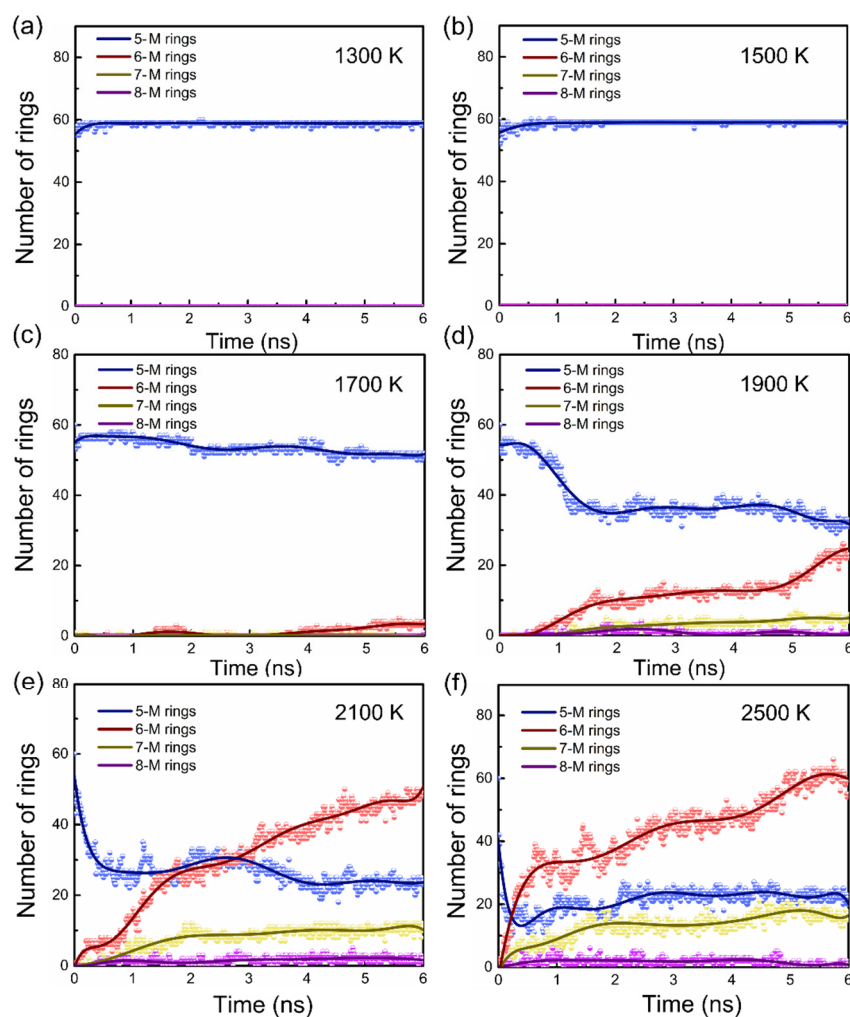 (a)
80
60
40
20
0
Number of rings
5-M rings
6-M rings
7-M rings
8-M rings
1300 K
0 1 2 3 4 5 6
Time (ns)
(b)
80
60
40
20
0
Number of rings
5-M rings
6-M rings
7-M rings
8-M rings
1500 K
0 1 2 3 4 5 6
Time (ns)
(c)
80
60
40
20
0
Number of rings
5-M rings
6-M rings
7-M rings
8-M rings
1700 K
0 1 2 3 4 5 6
Time (ns)
(d)
80
60
40
20
0
Number of rings
5-M rings
6-M rings
7-M rings
8-M rings
1900 K
0 1 2 3 4 5 6
Time (ns)
(e)
80
60
40
20
0
Number of rings
5-M rings
6-M rings
7-M rings
8-M rings
2100 K
0 1 2 3 4 5 6
Time (ns)
(f)
80
60
40
20
0
Number of rings
5-M rings
6-M rings
7-M rings
8-M rings
2500 K
0 1 2 3 4 5 6
Time (ns)